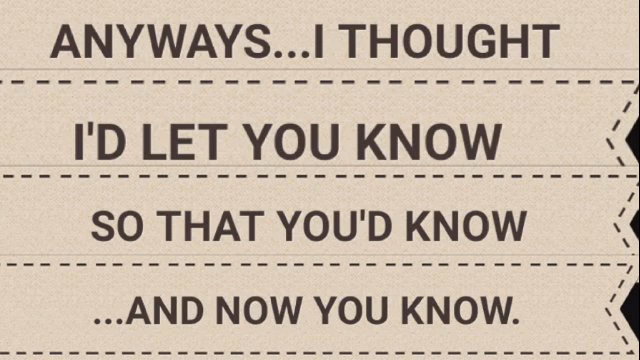 ANYWAYS...I THOUGHT
I'D LET YOU KNOW
SO THAT YOU'D KNOW
...AND NOW YOU KNOW.